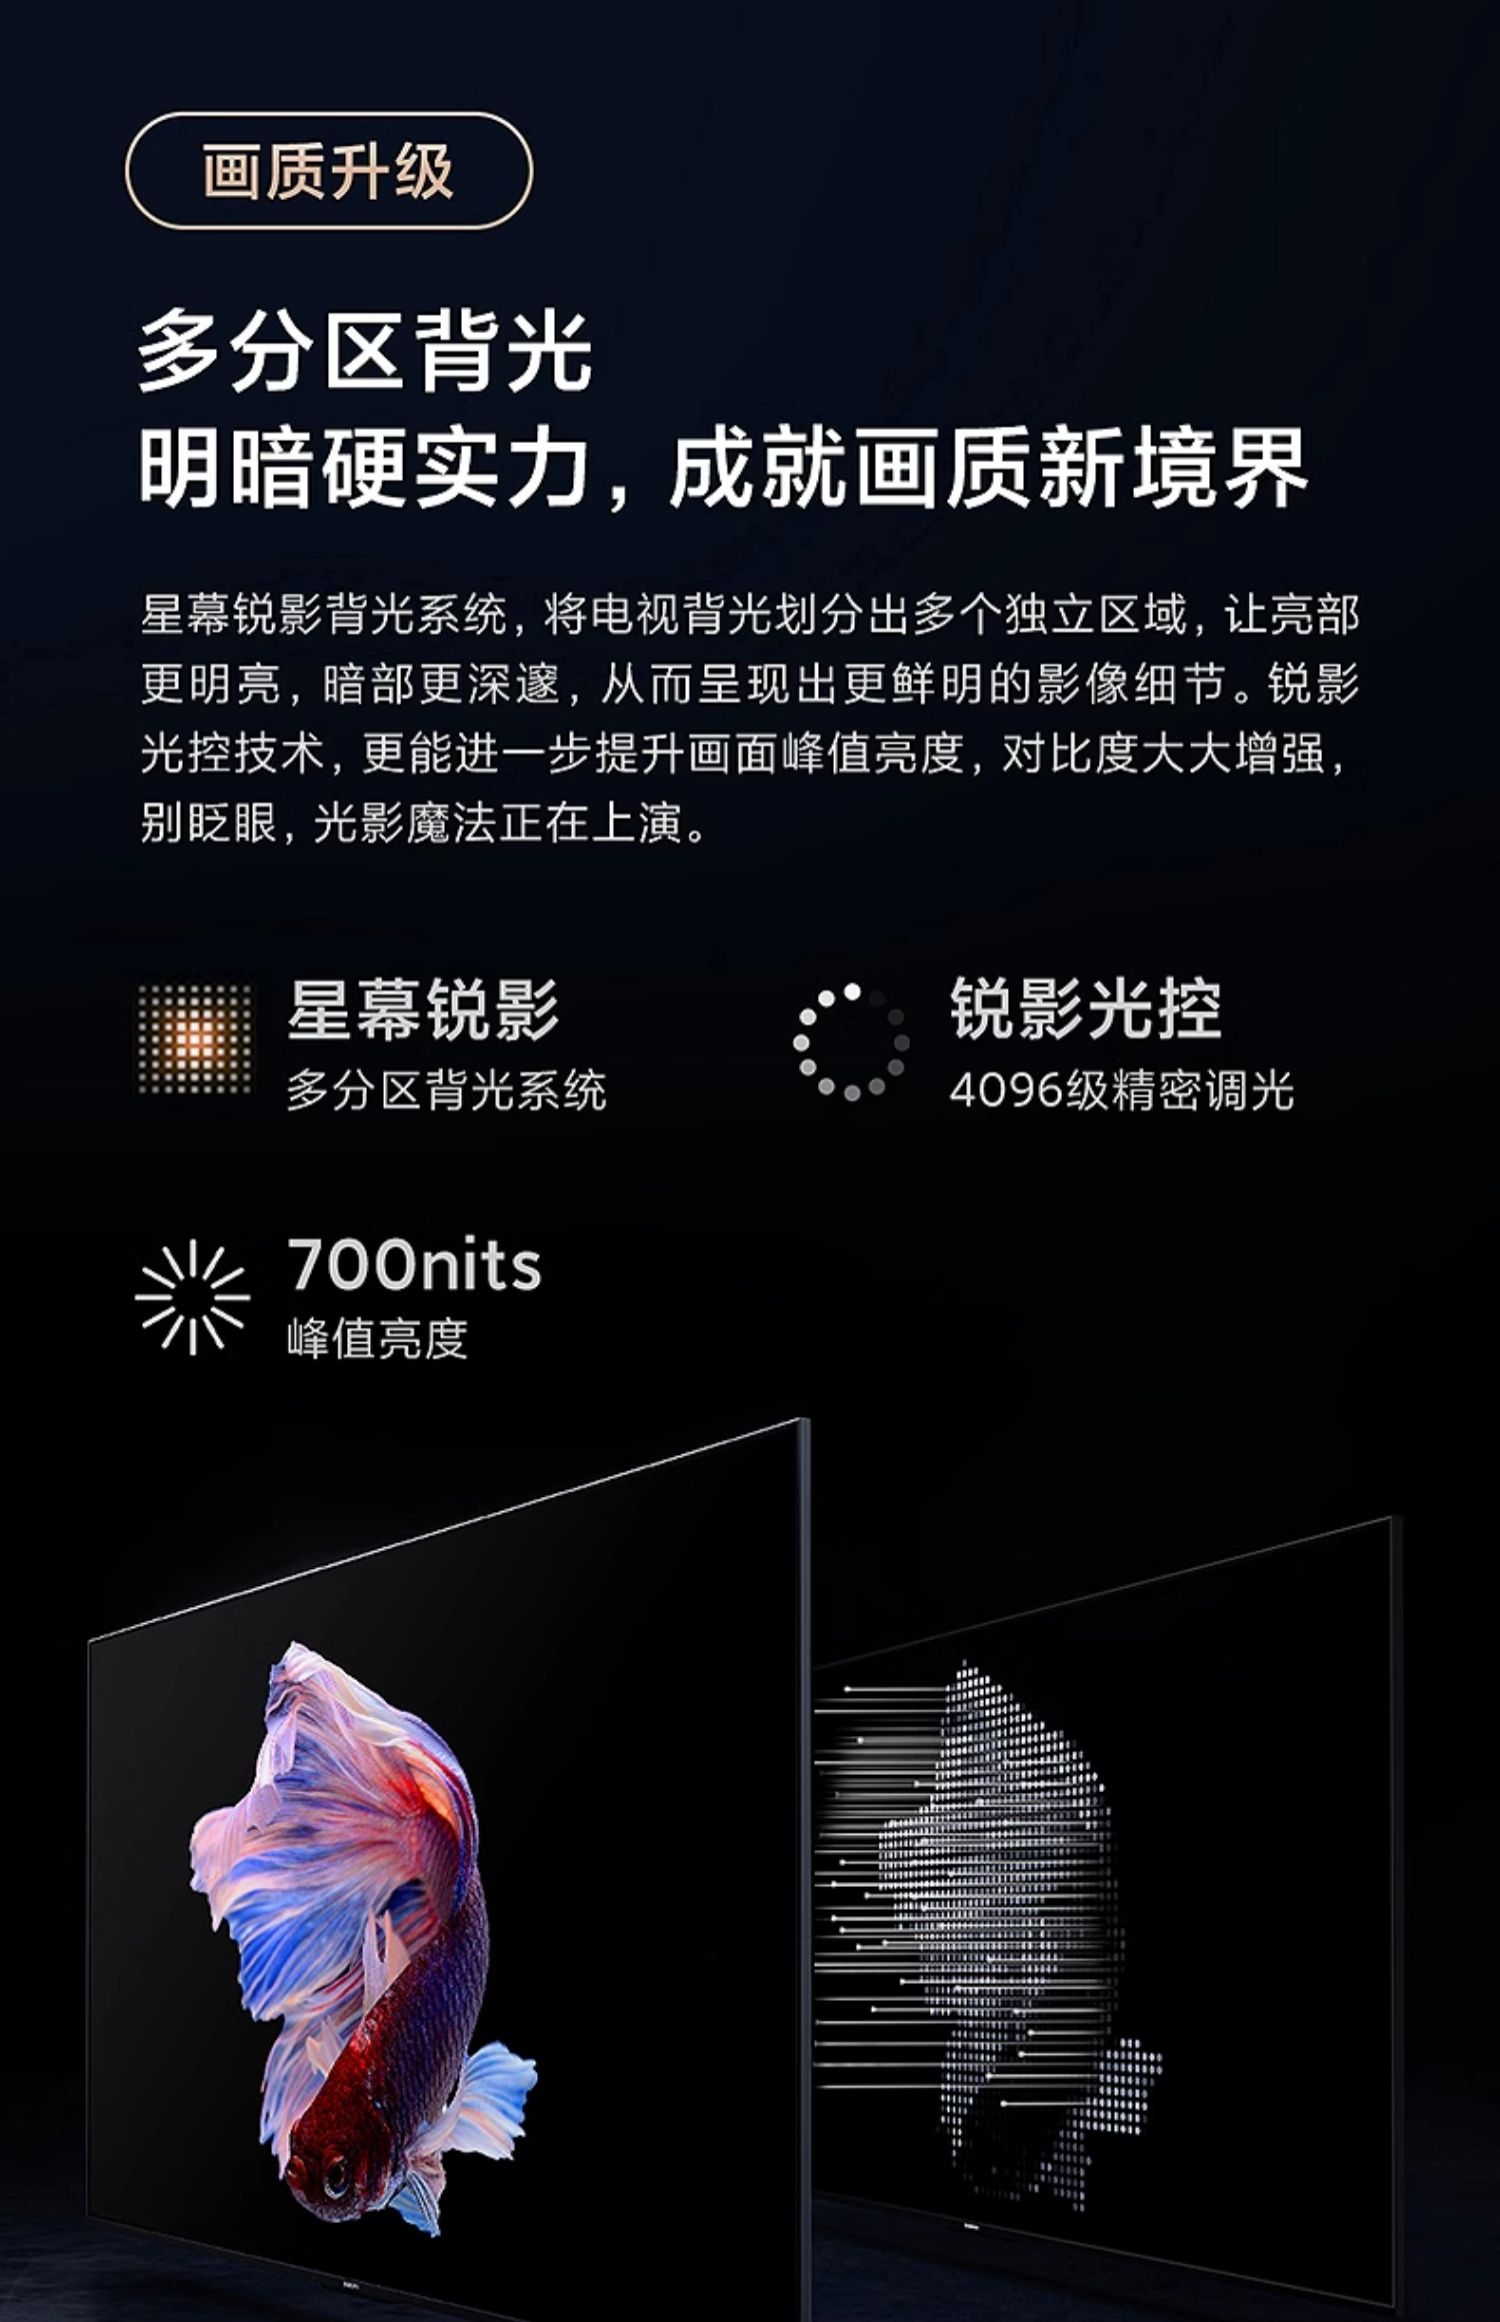 画质升级
多分区背光
明暗硬实力，成就画质新境界
星幕锐影背光系统，将电视背光划分出多个独立区域，让亮部
更明亮，暗部更深邃，从而呈现出更鲜明的影像细节。锐影
光控技术，更能进一步提升画面峰值亮度，对比度大大增强，
别眨眼，光影魔法正在上演。
星幕锐影
多分区背光系统
锐影光控
4096级精密调光
700nits
峰值亮度